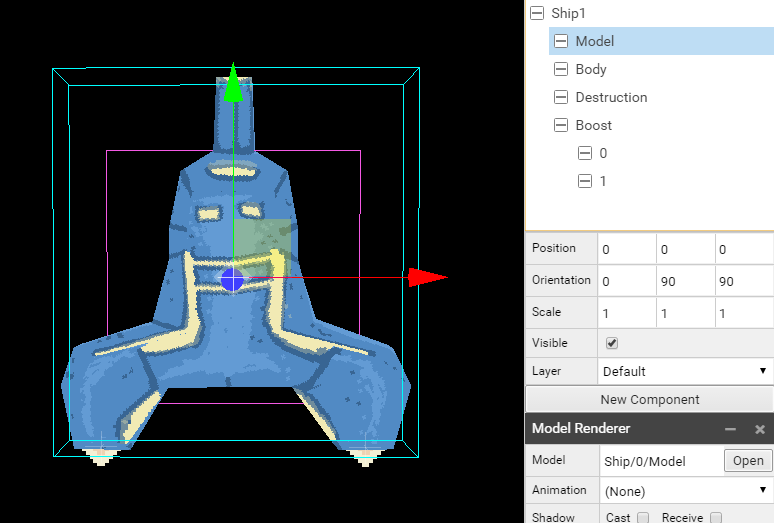 Ship1
Model
Body
Destruction
Boost
0
1
Position 0 0 0
Orientation 0 90 90
Scale 1 1 1
Visible
Layer Default
New Component
Model Renderer
Model Ship/0/Model Open
Animation (None)
Shadow Cast Receive